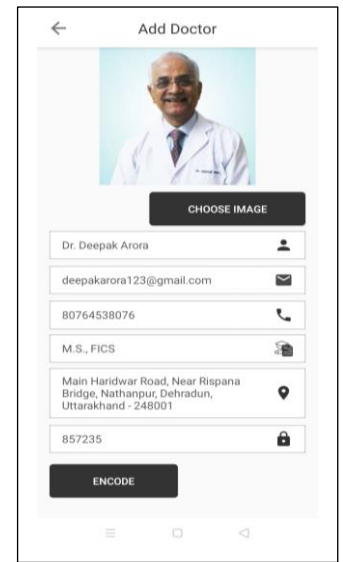 Add Doctor
CHOOSE IMAGE
Dr. Deepak Arora
deepakarora123@gmail.com
80764538076
M.S., FICS
Main Haridwar Road, Near Rispana
Bridge, Nathanpur, Dehradun,
Uttarakhand - 248001
857235
ENCODE